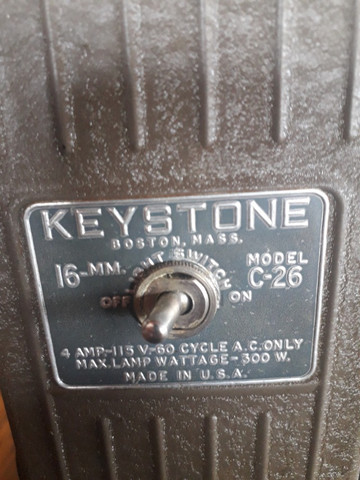 KEYSTONE
BOSTON, MASS.
16-MM.
LIGHT SWITCH
MODEL
C-26
OFF
ON
4 AMP-115 V.-60 CYCLE A.C. ONLY
MAX. LAMP WATTAGE-300 W.
MADE IN U.S.A.